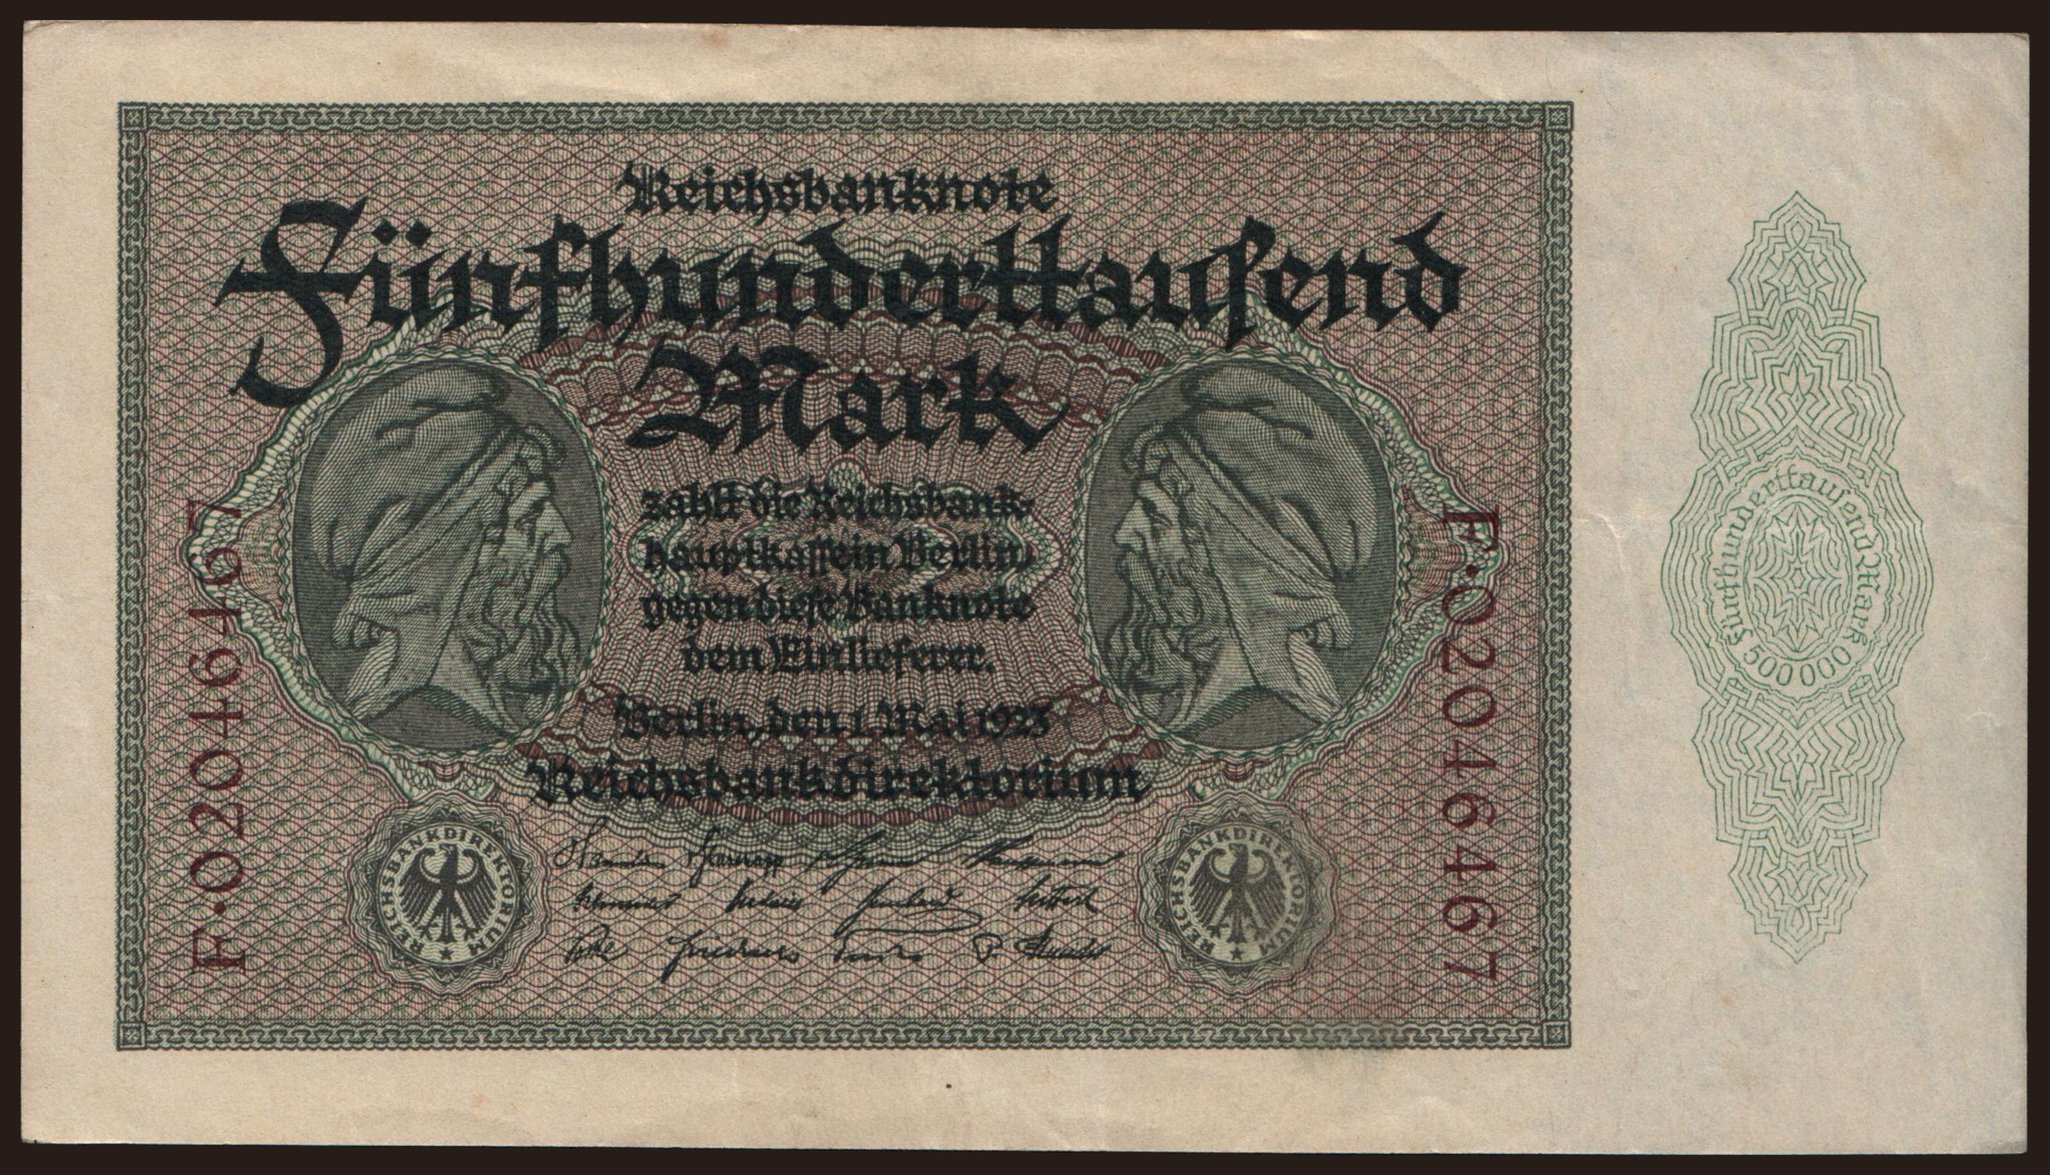 Reichsbanknote
Fünfhunderttauſend
Mark
zahlt die Reichsbank-
hauptkaſſe in Berlin
gegen dieſe Banknote
dem Einlieferer.
Berlin, den 1. Mai 1923
Reichsbankdirektorium
F·02046467
F·02046467
REICHSBANKDIREKTORIUM
REICHSBANKDIREKTORIUM
Fünfhunderttauſend Mark
500000